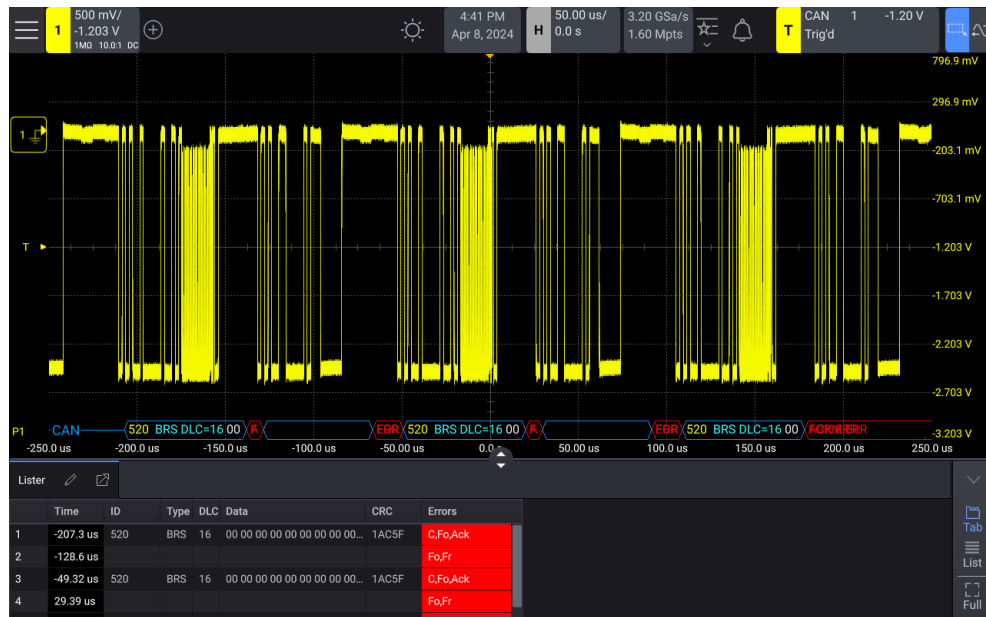 500 mV/
1 -1.203 V
1MΩ 10.0:1 DC
4:41 PM
Apr 8, 2024
H 50.00 us/
0.0 s
3.20 GSa/s
1.60 Mpts
T CAN 1 -1.20 V
Trig'd
796.9 mV
296.9 mV
1
-203.1 mV
-703.1 mV
T -1.203 V
-1.703 V
-2.203 V
-2.703 V
P1 CAN 520 BRS DLC=16 00 520 BRS DLC=16 00 520 BRS DLC=16 00
-3.203 V
-250.0 us -200.0 us -150.0 us -100.0 us -50.00 us 50.00 us 100.0 us 150.0 us 200.0 us 250.0 us
Lister
Time ID Type DLC Data CRC Errors
1 -207.3 us 520 BRS 16 00 00 00 00 00 00 00 00 00... 1AC5F C,Fo,Ack
2 -128.6 us Fo,Fr
3 -49.32 us 520 BRS 16 00 00 00 00 00 00 00 00 00... 1AC5F C,Fo,Ack
4 29.39 us Fo,Fr
Tab
List
Full